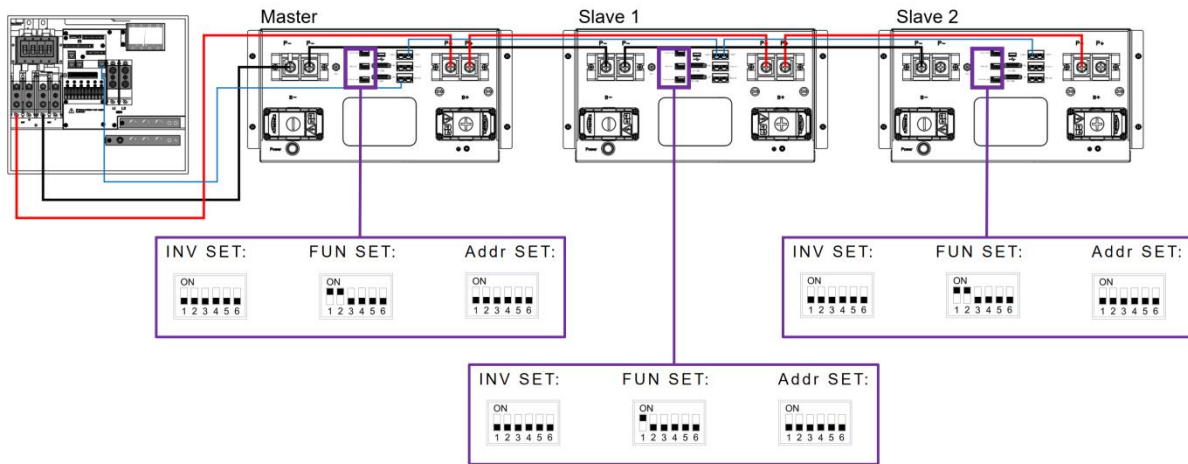 Master
Slave 1
Slave 2
P- P- P+ P+
P- P- P+ P+
P- P- P+ P+
B- B+
B- B+
B- B+
Power
Power
Power
INV SET: FUN SET: Addr SET:
ON ON ON
1 2 3 4 5 6 1 2 3 4 5 6 1 2 3 4 5 6
INV SET: FUN SET: Addr SET:
ON ON ON
1 2 3 4 5 6 1 2 3 4 5 6 1 2 3 4 5 6
INV SET: FUN SET: Addr SET:
ON ON ON
1 2 3 4 5 6 1 2 3 4 5 6 1 2 3 4 5 6